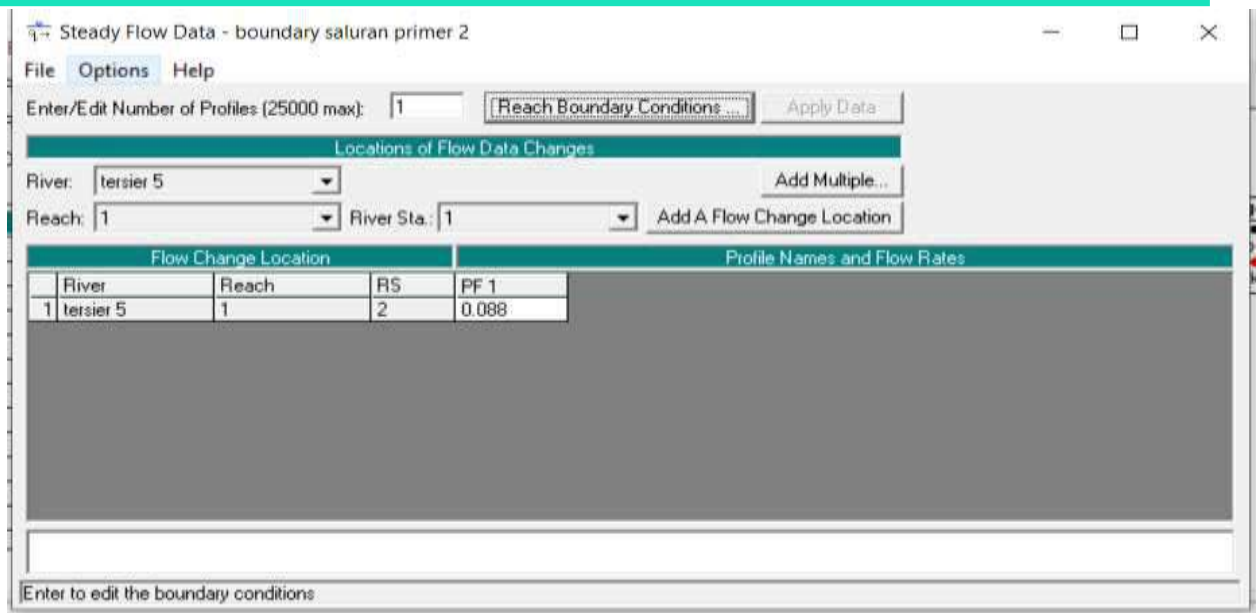 Steady Flow Data - boundary saluran primer 2
File Options Help
Enter/Edit Number of Profiles (25000 max): 1 Reach Boundary Conditions ... Apply Data
Locations of Flow Data Changes
River: tersier 5 Add Multiple...
Reach: 1 River Sta.: 1 Add A Flow Change Location
Flow Change Location Profile Names and Flow Rates
River Reach RS PF 1
1 tersier 5 1 2 0.088
Enter to edit the boundary conditions